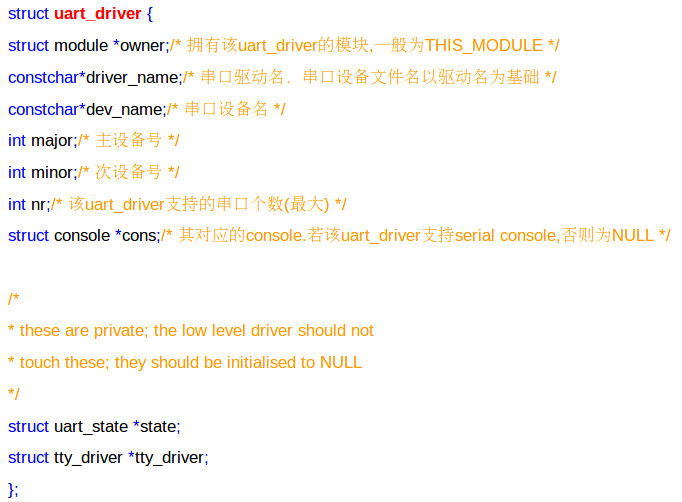 struct uart_driver {
struct module *owner;/* 拥有该uart_driver的模块,一般为THIS_MODULE */
constchar*driver_name;/* 串口驱动名﹐串口设备文件名以驱动名为基础 */
constchar*dev_name;/* 串口设备名 */
int major;/* 主设备号 */
int minor;/* 次设备号 */
int nr;/* 该uart_driver支持的串口个数(最大) */
struct console *cons;/* 其对应的console.若该uart_driver支持serial console,否则为NULL */
/*
* these are private; the low level driver should not
* touch these; they should be initialised to NULL
*/
struct uart_state *state;
struct tty_driver *tty_driver;
};